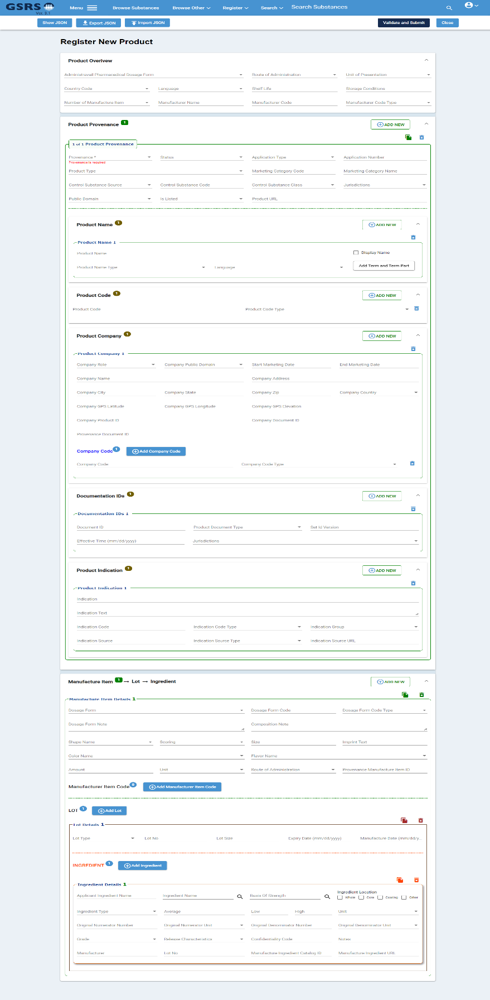 GSRS
Ver. 3.1
Menu Browse Substances Browse Other Register Search Search Substances
Show JSON Export JSON Import JSON Validate and Submit Close
Register New Product
Product Overivew
Administravail Pharmacedical Dosage Form Route of Administration Unit of Presentation
Country Code Language Shelf Life Storage Conditions
Number of Manufacture Item Manufacturer Name Manufacturer Code Manufacturer Code Type
Product Provenance 1 ADD NEW
1 of 1 Product Provenance
Provenance * Status Application Type Application Number
Provenance is required
Product Type Marketing Category Code Marketing Category Name
Control Substance Source Control Substance Code Control Substance Class Jurisdictions
Public Domain Is Listed Product URL
Product Name 1 ADD NEW
Product Name 1
Product Name Display Name
Product Name Type Language Add Term and Term Part
Product Code 1 ADD NEW
Product Code Product Code Type
Product Company 1 ADD NEW
Product Company 1
Company Role Company Public Domain Start Marketing Date End Marketing Date
Company Name Company Address
Company City Company State Company Zip Company Country
Company GPS Latitude Company GPS Longitude Company GPS Elevation
Company Product ID Company Document ID
Provenance Document ID
Company Code 1 Add Company Code
Company Code Company Code Type
Documentation IDs 1 ADD NEW
Documentation IDs 1
Document ID Product Document Type Set Id Version
Effective Time (mm/dd/yyyy) Jurisdictions
Product Indication 1 ADD NEW
Product Indication 1
Indication
Indication Text
Indication Code Indication Code Type Indication Group
Indication Source Indication Source Type Indication Source URL
Manufacture Item 1 → Lot → Ingredient ADD NEW
Manufacture Item Details 1
Dosage Form Dosage Form Code Dosage Form Code Type
Dosage Form Note Composition Note
Shape Name Scoring Size Imprint Text
Color Name Flavor Name
Amount Unit Route of Administration Provenance Manufacture Item ID
Manufacturer Item Code 0 Add Manufacturer Item Code
LOT 1 Add Lot
Lot Details 1
Lot Type Lot No Lot Size Expiry Date (mm/dd/yyyy) Manufacture Date (mm/dd/y...
INGREDIENT 1 Add Ingredient
Ingredient Details 1
Applicant Ingredient Name Ingredient Name Basis Of Strength Ingredient Location
Whole Core Coating Other
Ingredient Type Average Low High Unit
Original Numerator Number Original Numerator Unit Original Denominator Number Original Denominator Unit
Grade Release Characteristics Confidentiality Code Notes
Manufacturer Lot No Manufacture Ingredient Catalog ID Manufacture Ingredient URL